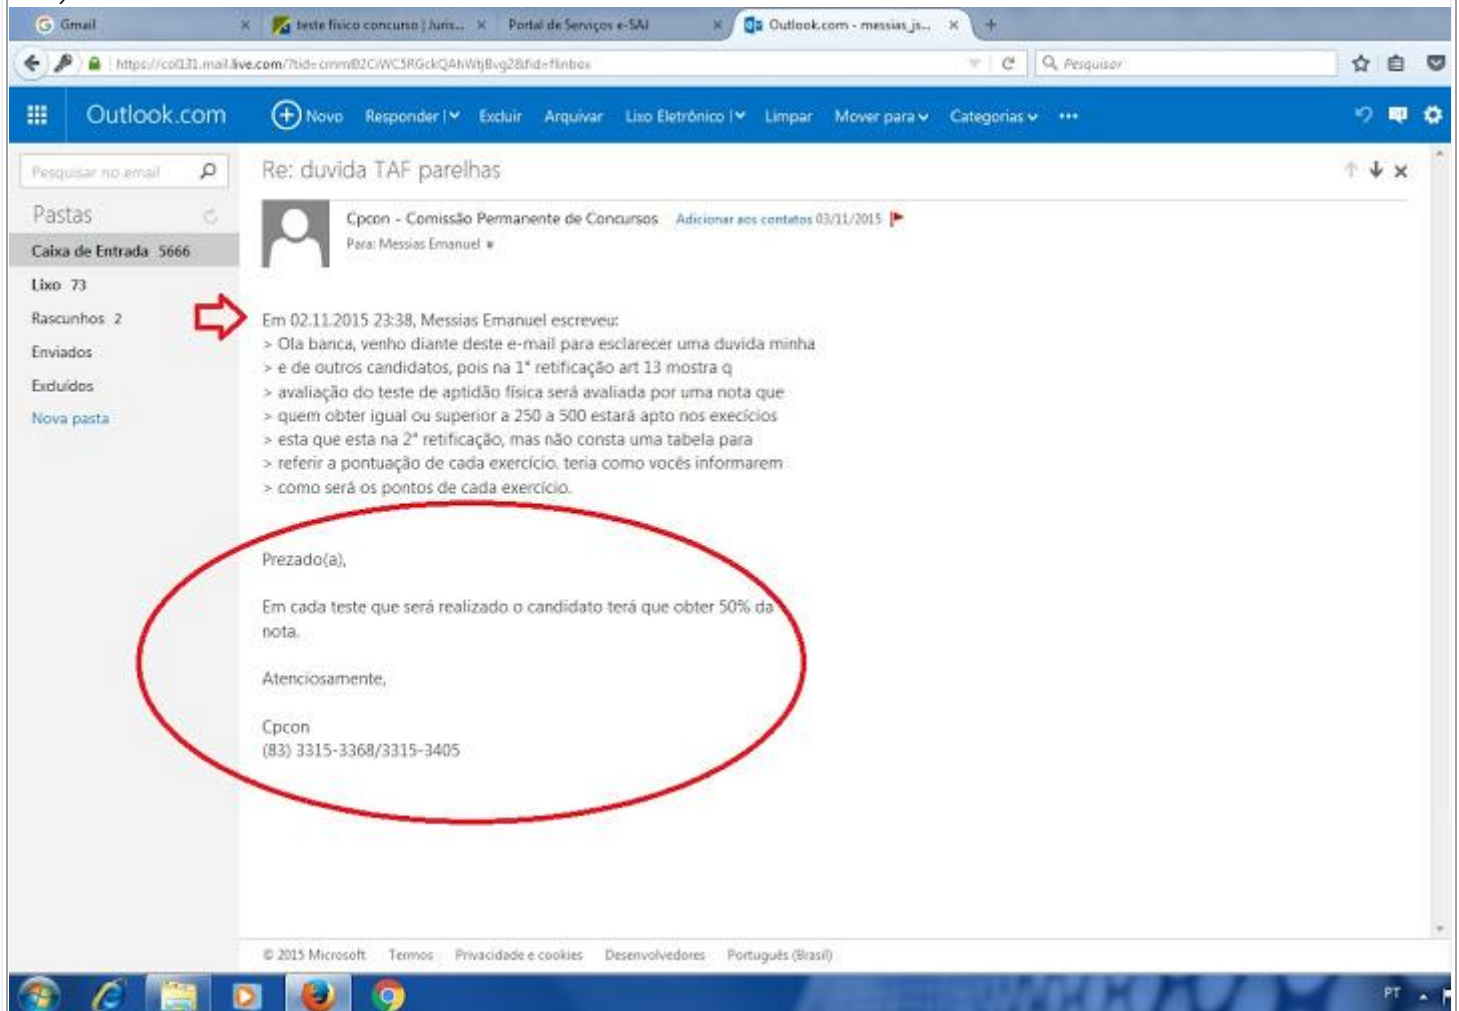 Gmail
teste físico concurso | Juris...
Portal de Serviços e-SAJ
Outlook.com - messias_js...
Pesquisar
Outlook.com
Novo Responder | Excluir Arquivar Lixo Eletrônico | Limpar Mover para Categorias ...
Pesquisar no email
Re: duvida TAF parelhas
Pastas
Cpcon - Comissão Permanente de Concursos Adicionar aos contatos 03/11/2015
Para: Messias Emanuel
Caixa de Entrada 5666
Lixo 73
Rascunhos 2
Enviados
Excluídos
Nova pasta
Em 02.11.2015 23:38, Messias Emanuel escreveu:
> Ola banca, venho diante deste e-mail para esclarecer uma duvida minha
> e de outros candidatos, pois na 1ª retificação art 13 mostra q
> avaliação do teste de aptidão física será avaliada por uma nota que
> quem obter igual ou superior a 250 a 500 estará apto nos execícios
> esta que esta na 2ª retificação, mas não consta uma tabela para
> referir a pontuação de cada exercício. teria como vocês informarem
> como será os pontos de cada exercício.
Prezado(a),
Em cada teste que será realizado o candidato terá que obter 50% da
nota.
Atenciosamente,
Cpcon
(83) 3315-3368/3315-3405
© 2015 Microsoft Termos Privacidade e cookies Desenvolvedores Português (Brasil)
PT